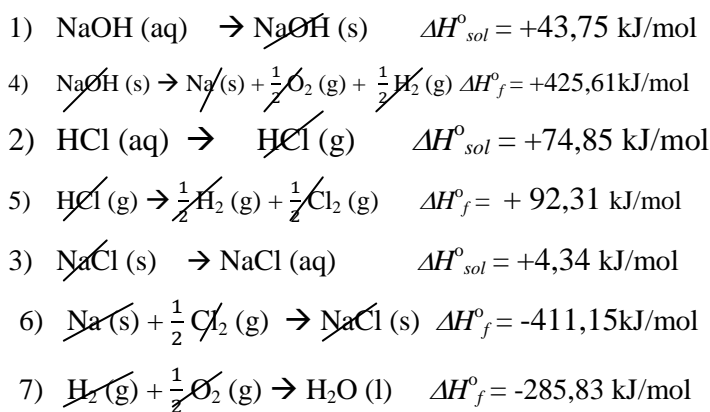 1) NaOH (aq) → NaOH (s) ΔH°sol = +43,75 kJ/mol
4) NaOH (s) → Na (s) + 1/2 O₂ (g) + 1/2 H₂ (g) ΔH°f = +425,61kJ/mol
2) HCl (aq) → HCl (g) ΔH°sol = +74,85 kJ/mol
5) HCl (g) → 1/2 H₂ (g) + 1/2 Cl₂ (g) ΔH°f = + 92,31 kJ/mol
3) NaCl (s) → NaCl (aq) ΔH°sol = +4,34 kJ/mol
6) Na (s) + 1/2 Cl₂ (g) → NaCl (s) ΔH°f = -411,15kJ/mol
7) H₂ (g) + 1/2 O₂ (g) → H₂O (l) ΔH°f = -285,83 kJ/mol